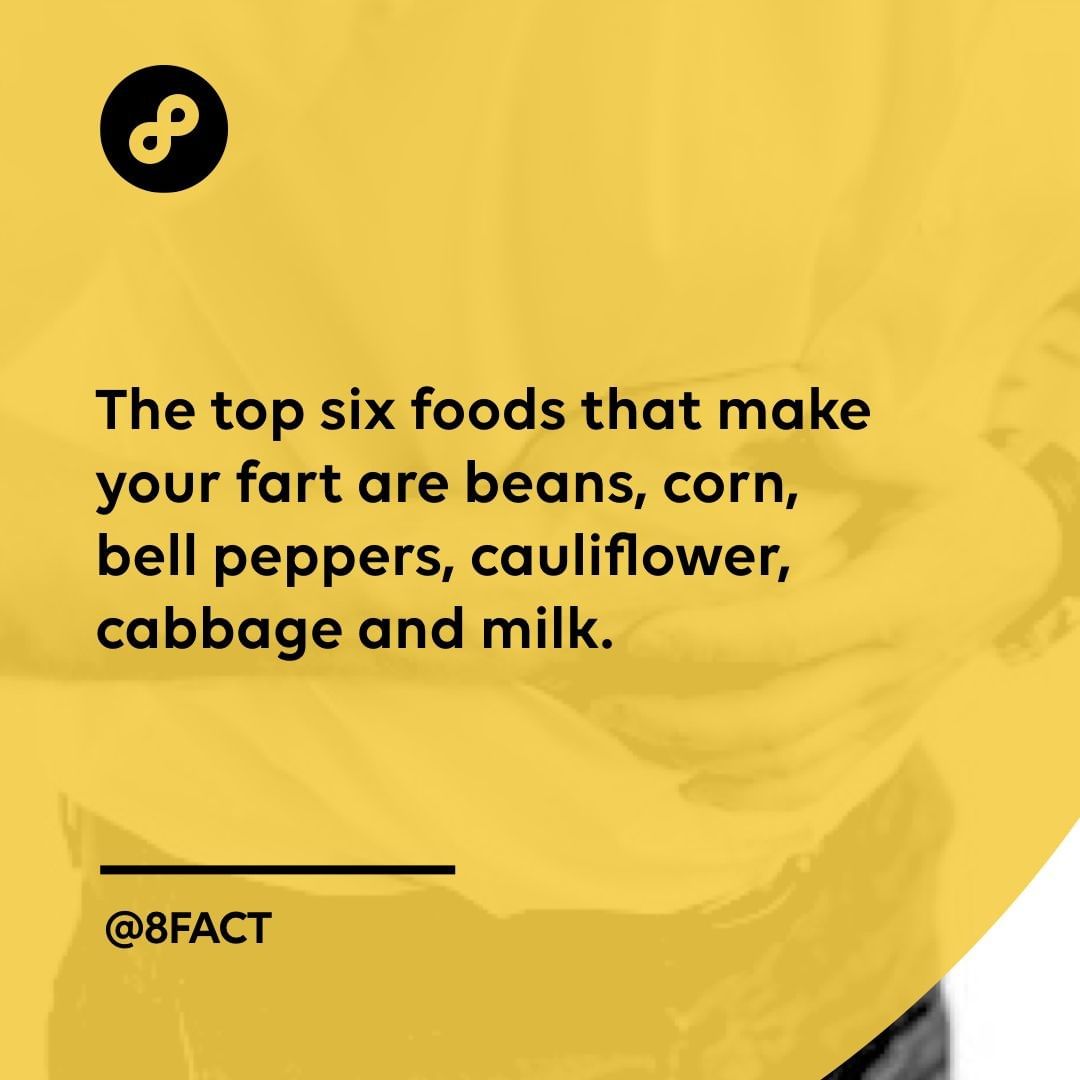 The top six foods that make
your fart are beans, corn,
bell peppers, cauliflower,
cabbage and milk.
@8FACT